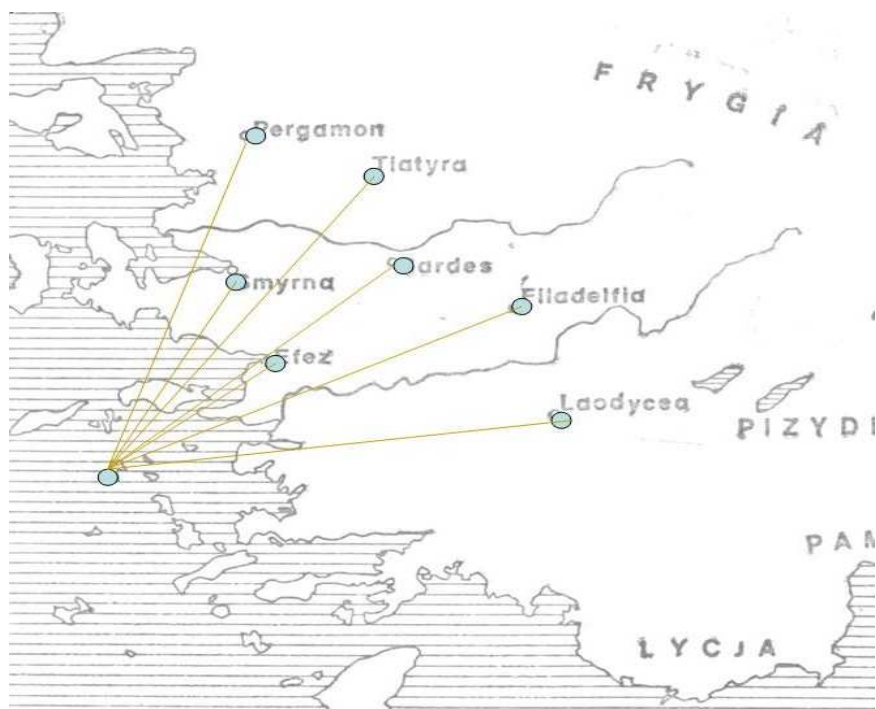 FRYGIA
Pergamon
Tiatyra
Sardes
Smyrna
Filadelfia
Efez
Laodycea
PIZYDI
PAM
LYCJA